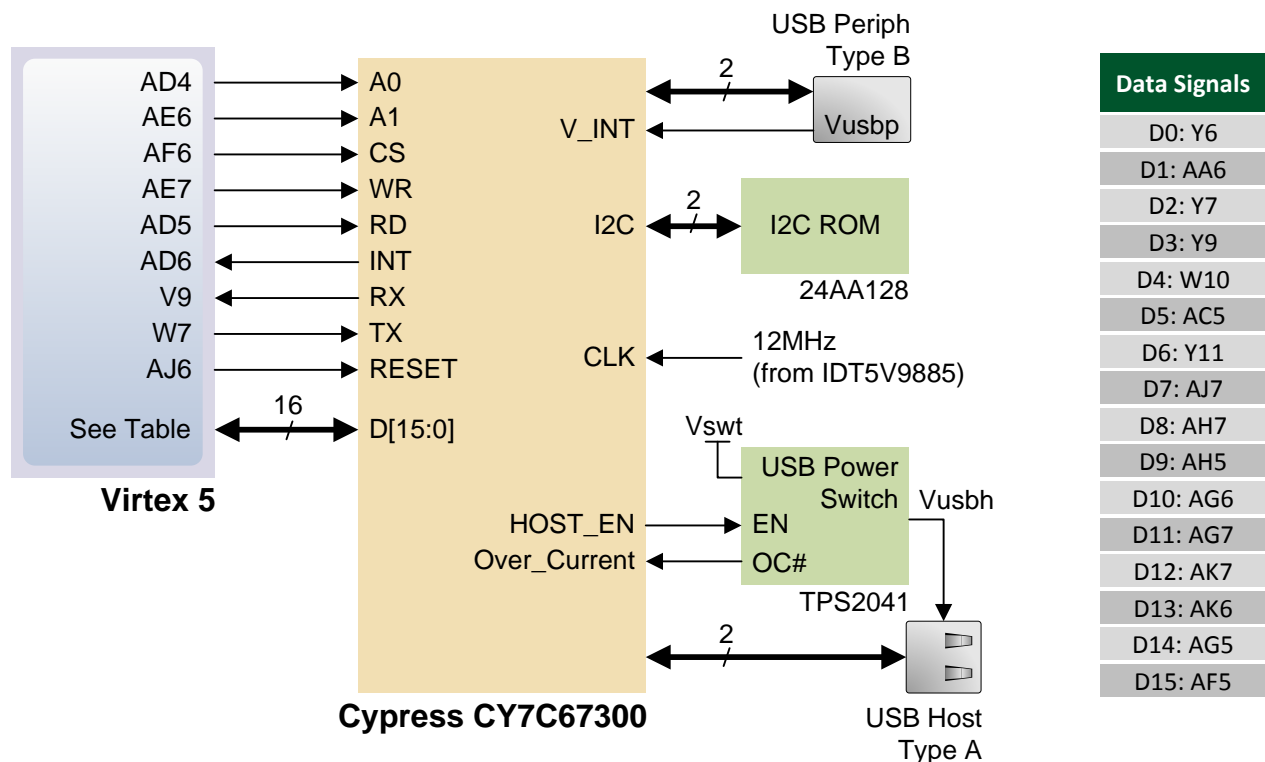 USB Periph
Type B
AD4
A0
AE6
A1
AF6
CS
AE7
WR
AD5
RD
AD6
INT
V9
RX
W7
TX
AJ6
RESET
See Table
16
D[15:0]
Virtex 5
2
V_INT
Vusbp
I2C
2
I2C ROM
24AA128
CLK
12MHz
(from IDT5V9885)
Vswt
USB Power
Switch
Vusbh
HOST_EN
EN
Over_Current
OC#
TPS2041
2
Cypress CY7C67300
USB Host
Type A
Data Signals
D0: Y6
D1: AA6
D2: Y7
D3: Y9
D4: W10
D5: AC5
D6: Y11
D7: AJ7
D8: AH7
D9: AH5
D10: AG6
D11: AG7
D12: AK7
D13: AK6
D14: AG5
D15: AF5